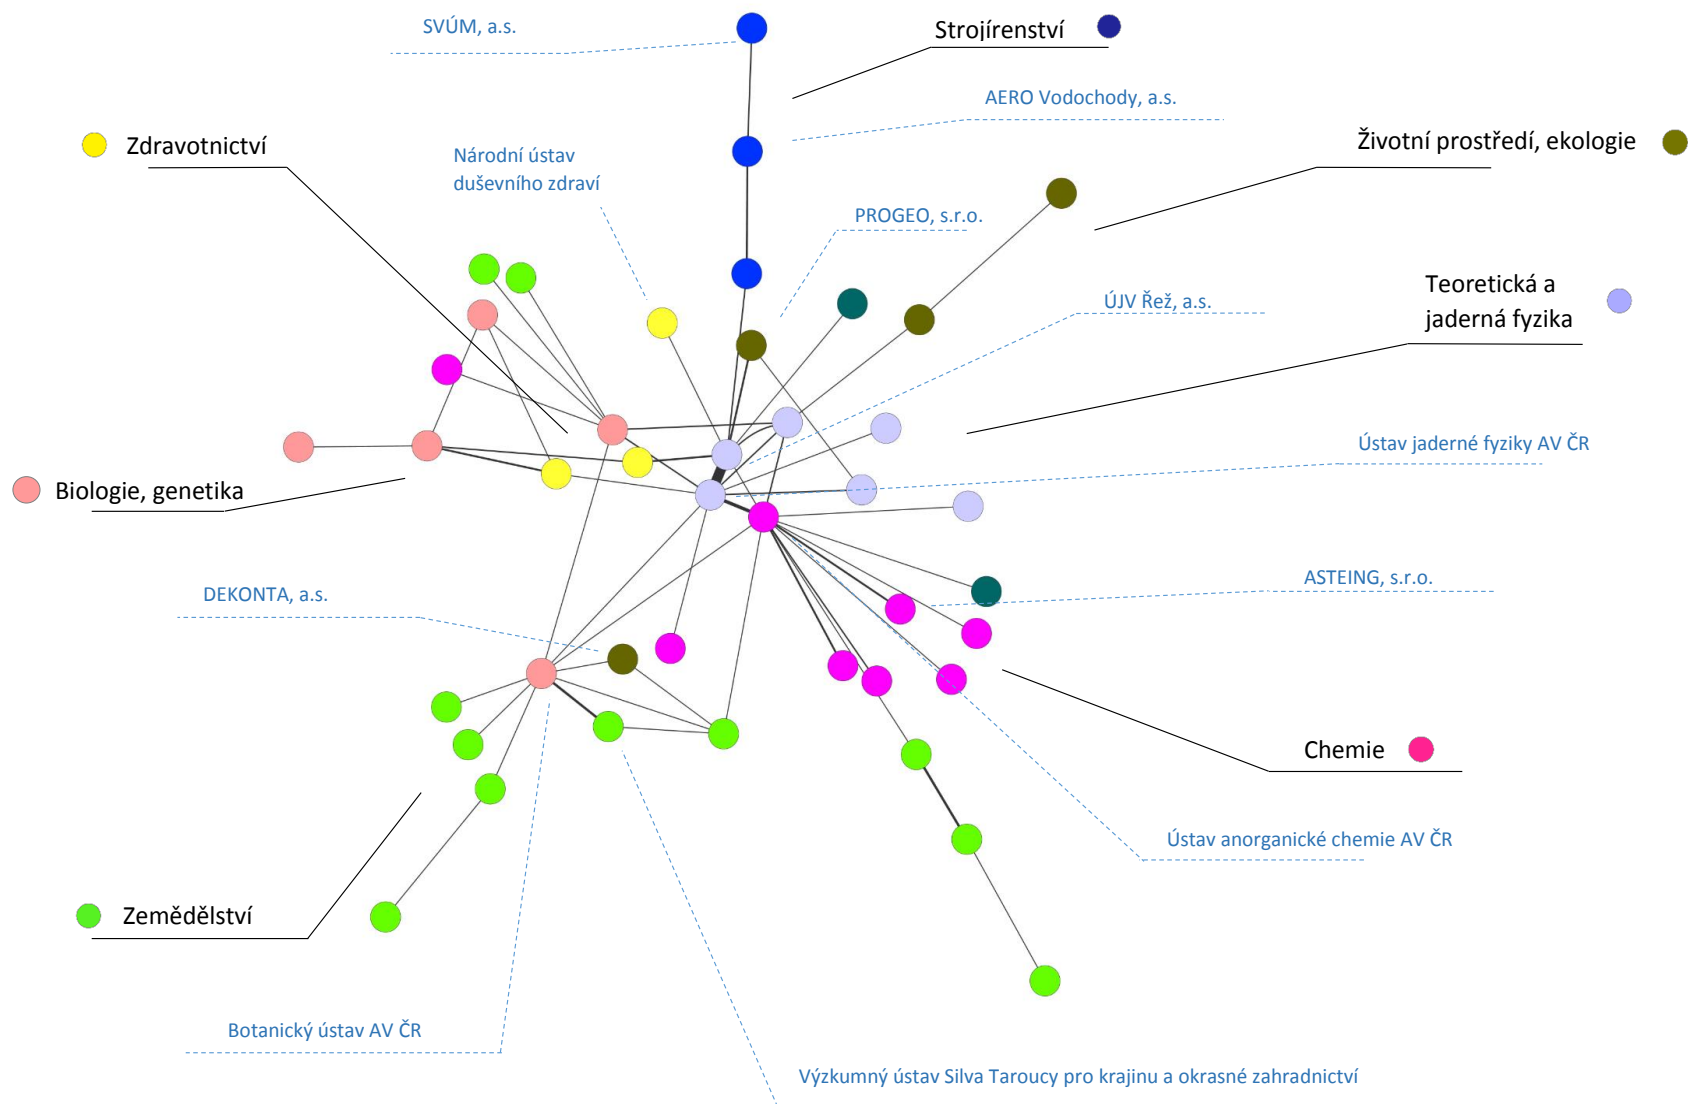 SVÚM, a.s.
Strojírenství
AERO Vodochody, a.s.
Zdravotnictví
Životní prostředí, ekologie
Národní ústav
duševního zdraví
PROGEO, s.r.o.
Teoretická a
jaderná fyzika
ÚJV Řež, a.s.
Ústav jaderné fyziky AV ČR
Biologie, genetika
ASTEING, s.r.o.
DEKONTA, a.s.
Chemie
Ústav anorganické chemie AV ČR
Zemědělství
Botanický ústav AV ČR
Výzkumný ústav Silva Taroucy pro krajinu a okrasné zahradnictví